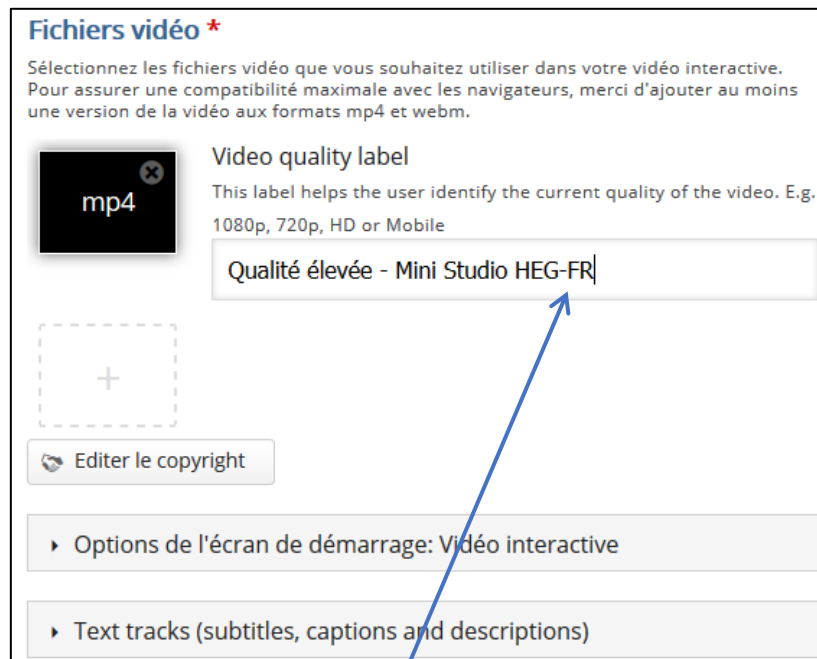 Fichiers vidéo *
Sélectionnez les fichiers vidéo que vous souhaitez utiliser dans votre vidéo interactive.
Pour assurer une compatibilité maximale avec les navigateurs, merci d'ajouter au moins
une version de la vidéo aux formats mp4 et webm.
mp4
Video quality label
This label helps the user identify the current quality of the video. E.g.
1080p, 720p, HD or Mobile
Qualité élevée - Mini Studio HEG-FR
+
Editer le copyright
Options de l'écran de démarrage: Vidéo interactive
Text tracks (subtitles, captions and descriptions)